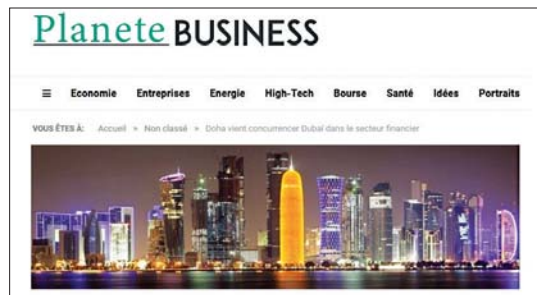 Planete BUSINESS
≡ Economie Entreprises Energie High-Tech Bourse Santé Idées Portraits
VOUS ÊTES À: Accueil » Non classé » Doha vient concurrencer Dubaï dans le secteur financier